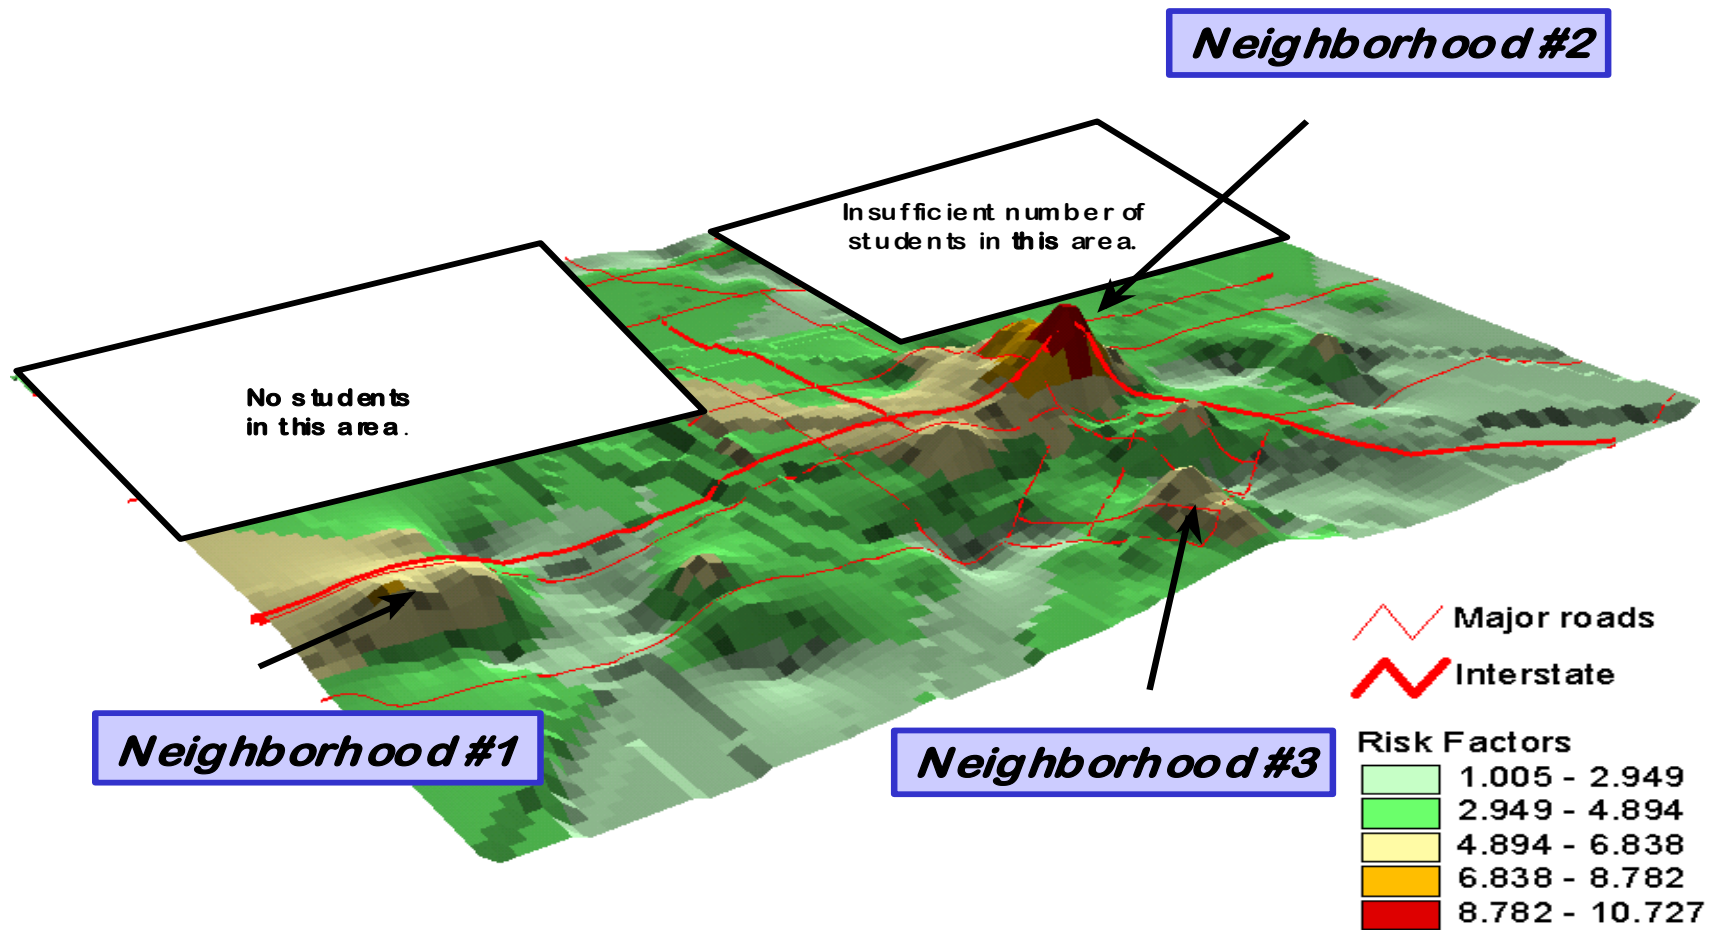 Neighborhood #2
Insufficient number of
students in this area.
No students
in this area.
Neighborhood #1
Neighborhood #3
Major roads
Interstate
Risk Factors
1.005 - 2.949
2.949 - 4.894
4.894 - 6.838
6.838 - 8.782
8.782 - 10.727